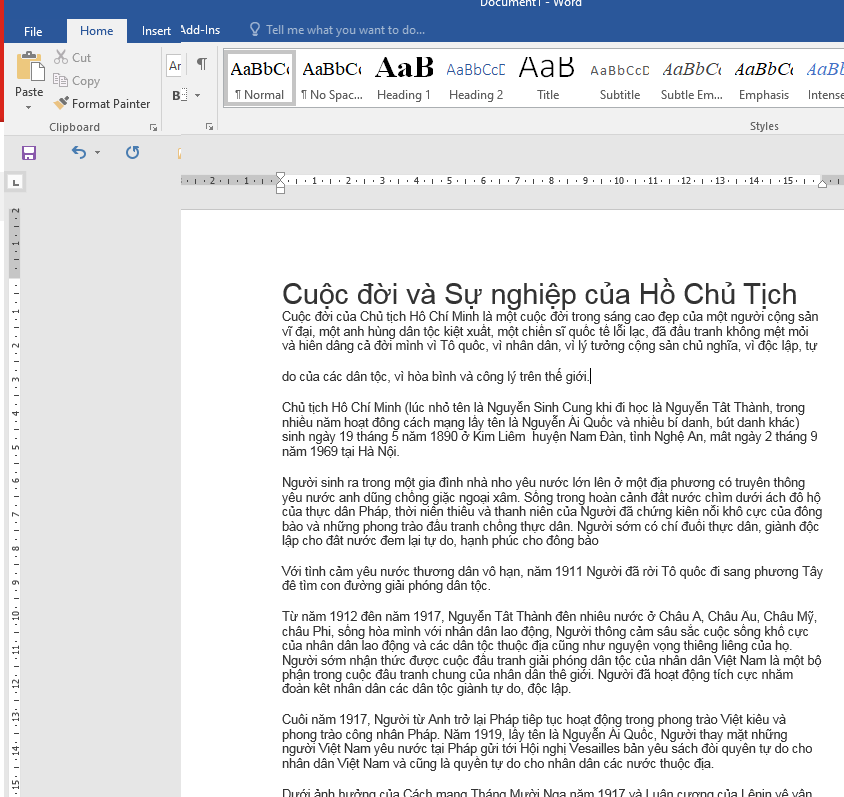 Document1 - Word
File Home Insert Add-Ins Tell me what you want to do...
Cut
Copy
Format Painter
Paste
Clipboard
AaBbCc AaBbCc AaB AaBbCcD AaB AaBbCcD AaBbCc AaBbCc AaBb
¶ Normal ¶ No Spac... Heading 1 Heading 2 Title Subtitle Subtle Em... Emphasis Intense
Styles
2 1 1 2 3 4 5 6 7 8 9 10 11 12 13 14 15
Cuộc đời và Sự nghiệp của Hồ Chủ Tịch
Cuộc đời của Chủ tịch Hồ Chí Minh là một cuộc đời trong sáng cao đẹp của một người cộng sản
vĩ đại, một anh hùng dân tộc kiệt xuất, một chiến sĩ quốc tế lỗi lạc, đã đấu tranh không mệt mỏi
và hiến dâng cả đời mình vì Tổ quốc, vì nhân dân, vì lý tưởng cộng sản chủ nghĩa, vì độc lập, tự
do của các dân tộc, vì hòa bình và công lý trên thế giới.
Chủ tịch Hồ Chí Minh (lúc nhỏ tên là Nguyễn Sinh Cung khi đi học là Nguyễn Tất Thành, trong
nhiều năm hoạt đông cách mạng lấy tên là Nguyễn Ái Quốc và nhiều bí danh, bút danh khác)
sinh ngày 19 tháng 5 năm 1890 ở Kim Liêm  huyện Nam Đàn, tỉnh Nghệ An, mất ngày 2 tháng 9
năm 1969 tại Hà Nội.
Người sinh ra trong một gia đình nhà nho yêu nước lớn lên ở một địa phương có truyền thống
yêu nước anh dũng chống giặc ngoại xâm. Sống trong hoàn cảnh đất nước chìm dưới ách đô hộ
của thực dân Pháp, thời niên thiếu và thanh niên của Người đã chứng kiến nỗi khổ cực của đồng
bào và những phong trào đấu tranh chống thực dân. Người sớm có chí đuổi thực dân, giành độc
lập cho đất nước đem lại tự do, hạnh phúc cho đồng bào
Với tình cảm yêu nước thương dân vô hạn, năm 1911 Người đã rời Tổ quốc đi sang phương Tây
để tìm con đường giải phóng dân tộc.
Từ năm 1912 đến năm 1917, Nguyễn Tất Thành đến nhiều nước ở Châu Á, Châu Âu, Châu Mỹ,
châu Phi, sống hòa mình với nhân dân lao động, Người thông cảm sâu sắc cuộc sống khổ cực
của nhân dân lao động và các dân tộc thuộc địa cũng như nguyện vọng thiêng liêng của họ.
Người sớm nhận thức được cuộc đấu tranh giải phóng dân tộc của nhân dân Việt Nam là một bộ
phận trong cuộc đấu tranh chung của nhân dân thế giới. Người đã hoạt động tích cực nhăm
đoàn kết nhân dân các dân tộc giành tự do, độc lập.
Cuối năm 1917, Người từ Anh trở lại Pháp tiếp tục hoạt động trong phong trào Việt kiều và
phong trào công nhân Pháp. Năm 1919, lấy tên là Nguyễn Ái Quốc, Người thay mặt những
người Việt Nam yêu nước tại Pháp gửi tới Hội nghị Vesailles bản yêu sách đòi quyền tự do cho
nhân dân Việt Nam và cũng là quyền tự do cho nhân dân các nước thuộc địa.
Dưới ảnh hưởng của Cách mạng Tháng Mười Nga năm 1917 và Luận cương của Lênin về vấn